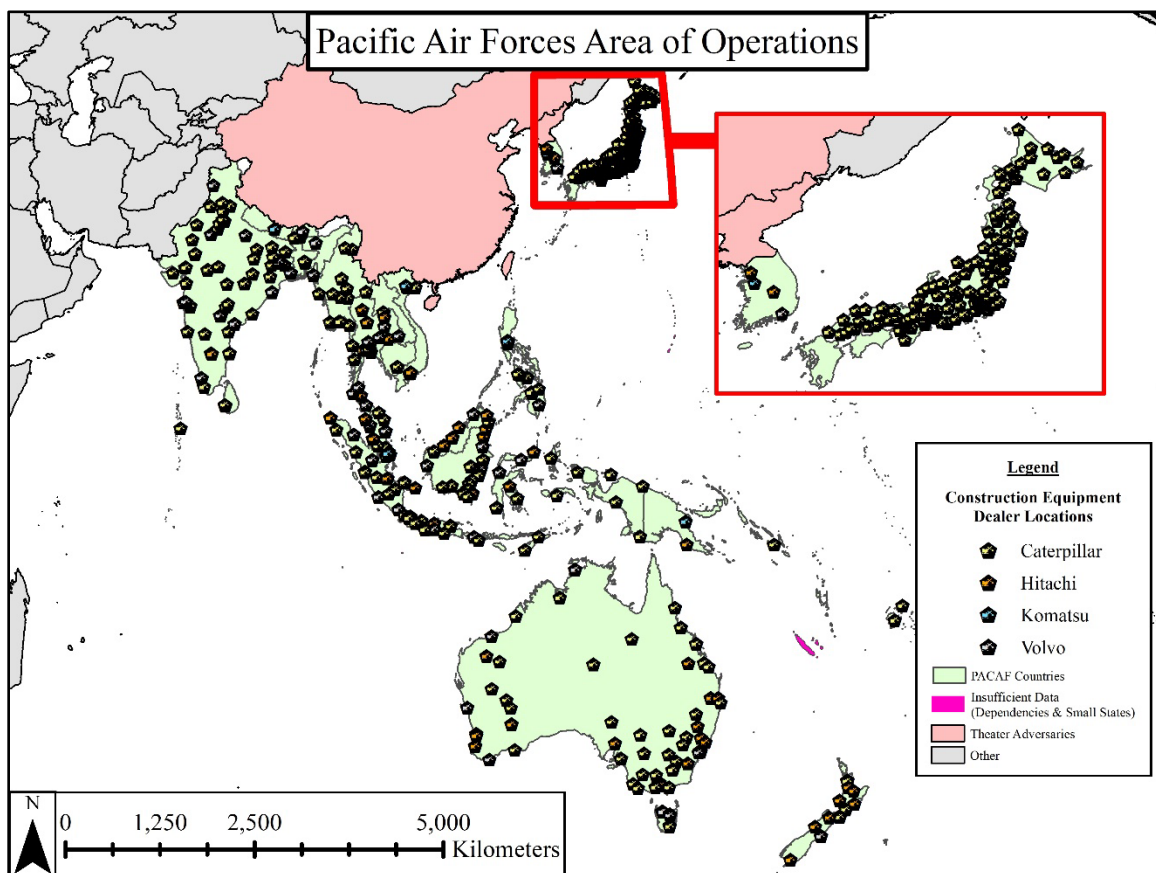 Pacific Air Forces Area of Operations
Legend
Construction Equipment
Dealer Locations
Caterpillar
Hitachi
Komatsu
Volvo
PACAF Countries
Insufficient Data
(Dependencies & Small States)
Theater Adversaries
Other
N
0 1,250 2,500 5,000
Kilometers